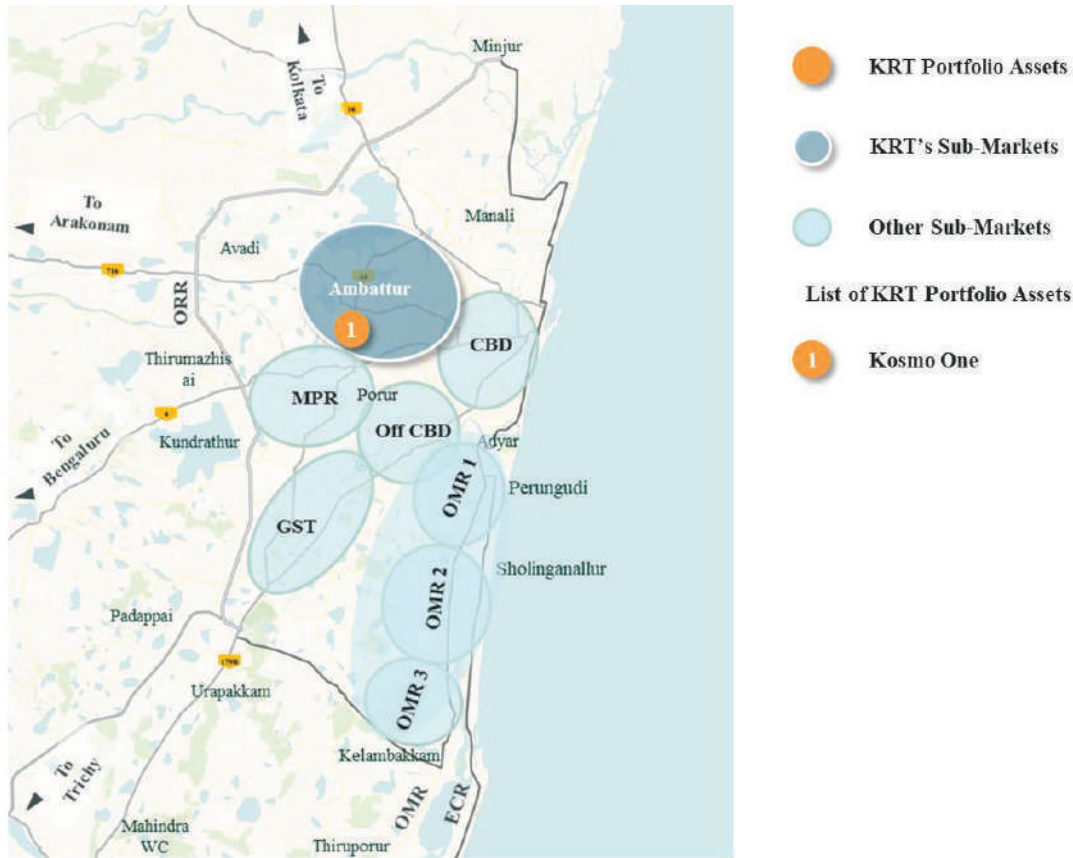 Minjur
To
Kolkata
16
Manali
To
Arakonam
Avadi
716
Ambattur
1
ORR
CBD
Thirumazhis
ai
MPR
Porur
Off CBD
4
To
Bengaluru
Kundrathur
Adyar
OMR 1
Perungudi
GST
OMR 2
Sholinganallur
Padappai
Urapakkam
OMR 3
Kelambakkam
To
Trichy
OMR
ECR
Mahindra
WC
Thiruporur
KRT Portfolio Assets
KRT's Sub-Markets
Other Sub-Markets
List of KRT Portfolio Assets
1
Kosmo One